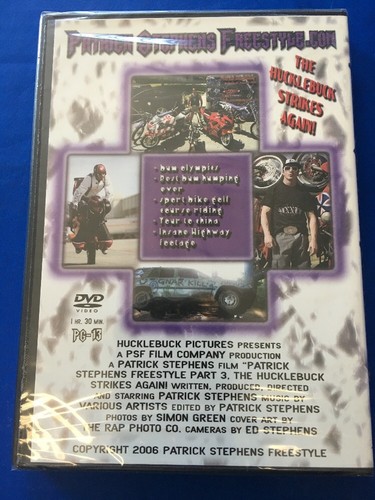 Patrick Stephens Freestyle.com
THE
HUCKLEBUCK
STRIKES
AGAIN!
- bum olympics
- Best bum humping
ever
- sport bike golf
course riding
- Tour to china
- Insane Highway
footage
DVD
VIDEO
1 HR. 30 MIN.
PG-13
HUCKLEBUCK PICTURES PRESENTS
A PSF FILM COMPANY PRODUCTION
A PATRICK STEPHENS FILM "PATRICK
STEPHENS FREESTYLE PART 3, THE HUCKLEBUCK
STRIKES AGAIN! WRITTEN, PRODUCED, DIRECTED
AND STARRING PATRICK STEPHENS MUSIC BY
VARIOUS ARTISTS EDITED BY PATRICK STEPHENS
PHOTOS BY SIMON GREEN COVER ART BY
THE RAP PHOTO CO. CAMERAS BY ED STEPHENS
COPYRIGHT 2006 PATRICK STEPHENS FREESTYLE